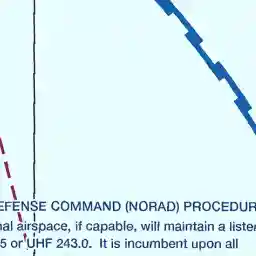 EFENSE COMMAND (NORAD) PROCEDUR
nal airspace, if capable, will maintain a listen
5 or UHF 243.0. It is incumbent upon all